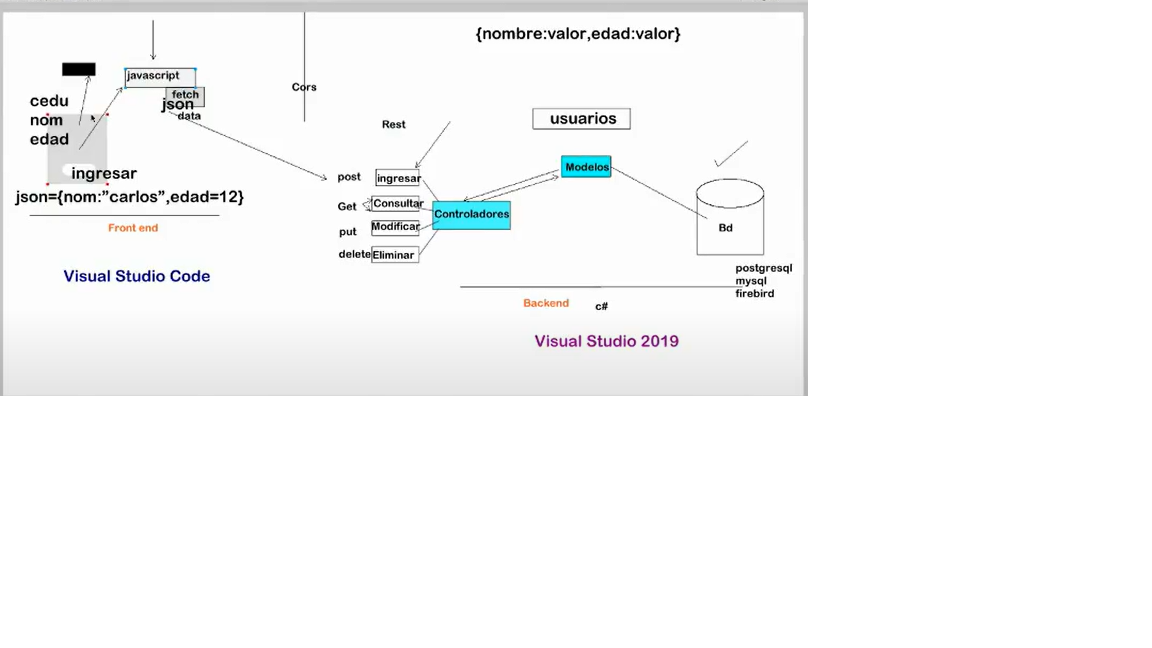 {nombre:valor,edad:valor}
javascript
fetch
json
data
Cors
cedu
nom
edad
ingresar
json={nom:”carlos”,edad=12}
Front end
Visual Studio Code
Rest
usuarios
Modelos
post
ingresar
Get
Consultar
Controladores
put
Modificar
delete
Eliminar
Bd
postgresql
mysql
firebird
Backend
c#
Visual Studio 2019